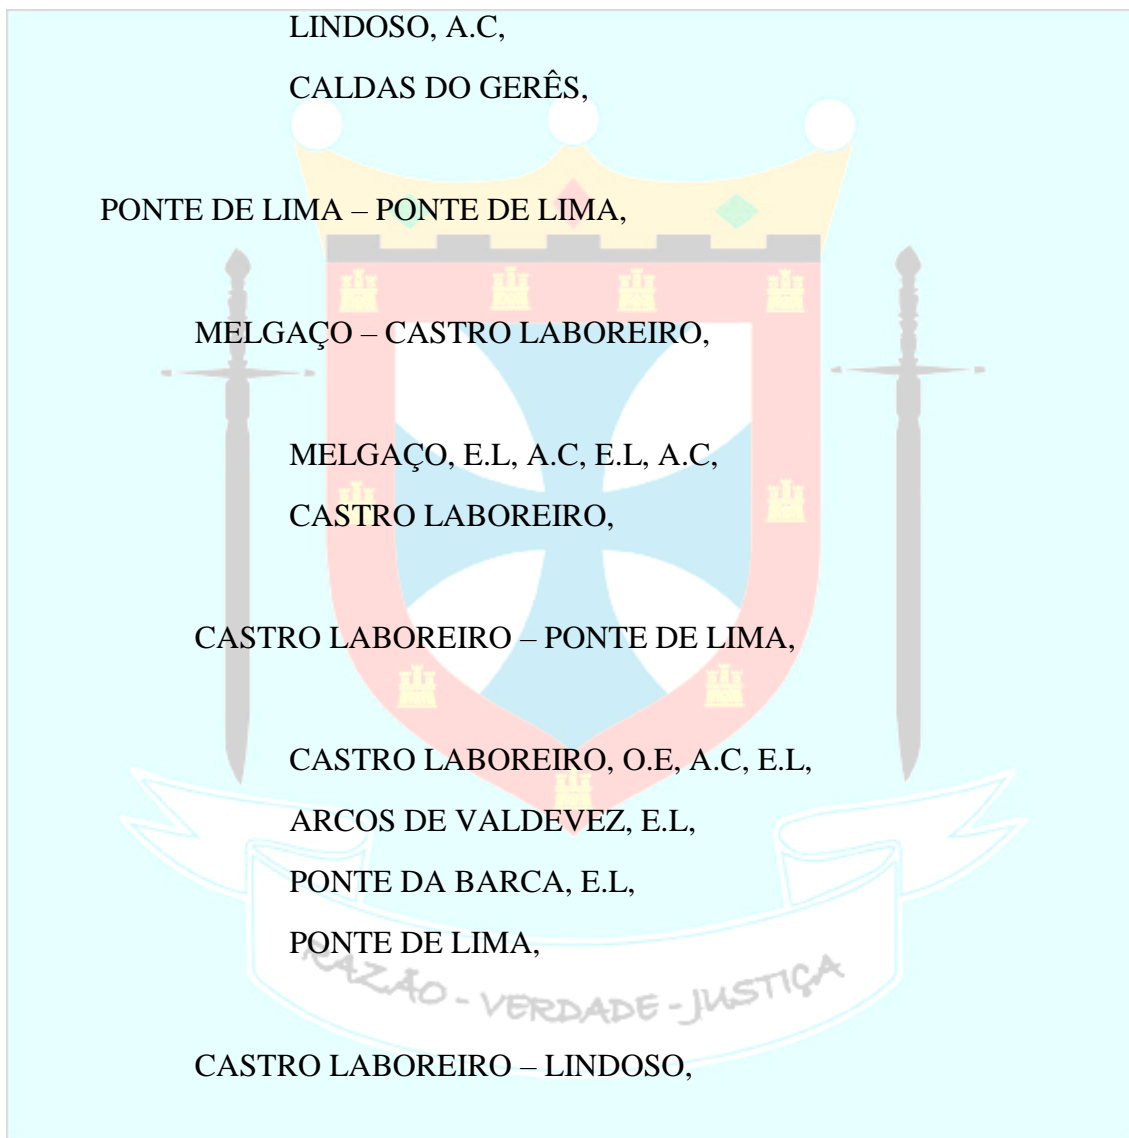 LINDOSO, A.C,
CALDAS DO GERÊS,
PONTE DE LIMA – PONTE DE LIMA,
MELGAÇO – CASTRO LABOREIRO,
MELGAÇO, E.L, A.C, E.L, A.C,
CASTRO LABOREIRO,
CASTRO LABOREIRO – PONTE DE LIMA,
CASTRO LABOREIRO, O.E, A.C, E.L,
ARCOS DE VALDEVEZ, E.L,
PONTE DA BARCA, E.L,
PONTE DE LIMA,
RAZÃO - VERDADE - JUSTIÇA
CASTRO LABOREIRO – LINDOSO,